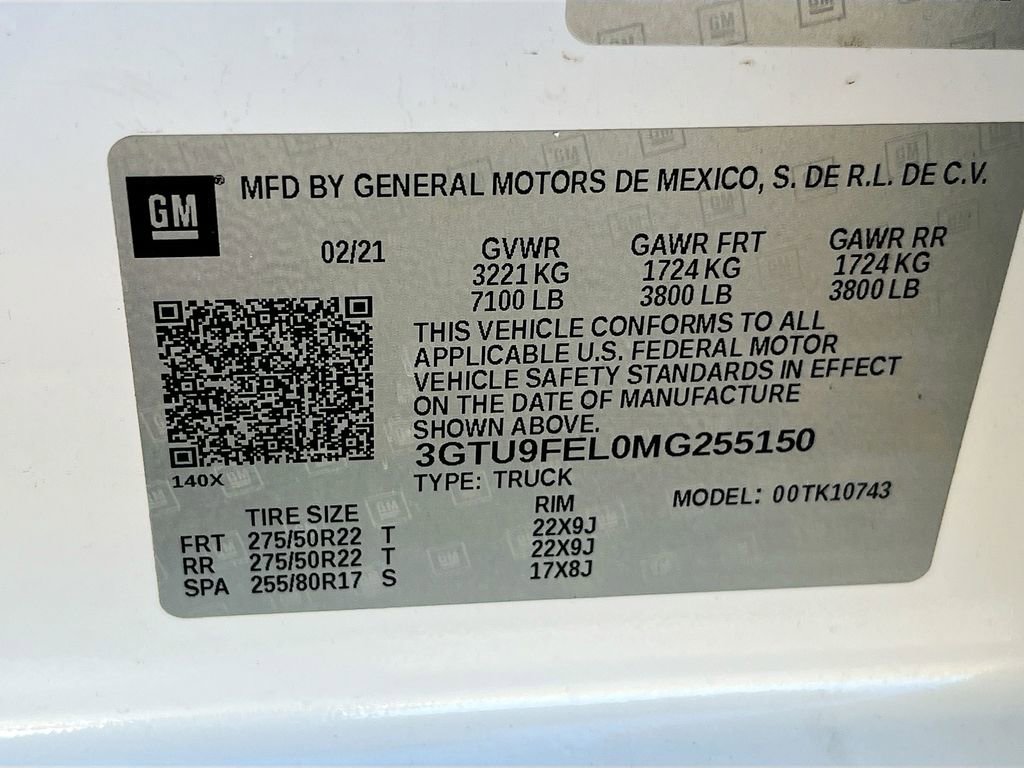 GM
MFD BY GENERAL MOTORS DE MEXICO, S. DE R.L. DE C.V.
02/21
GVWR GAWR FRT GAWR RR
3221 KG 1724 KG 1724 KG
7100 LB 3800 LB 3800 LB
THIS VEHICLE CONFORMS TO ALL
APPLICABLE U.S. FEDERAL MOTOR
VEHICLE SAFETY STANDARDS IN EFFECT
ON THE DATE OF MANUFACTURE
SHOWN ABOVE.
3GTU9FEL0MG255150
140X
TYPE: TRUCK
MODEL: 00TK10743
TIRE SIZE RIM
FRT 275/50R22 T 22X9J
RR 275/50R22 T 22X9J
SPA 255/80R17 S 17X8J